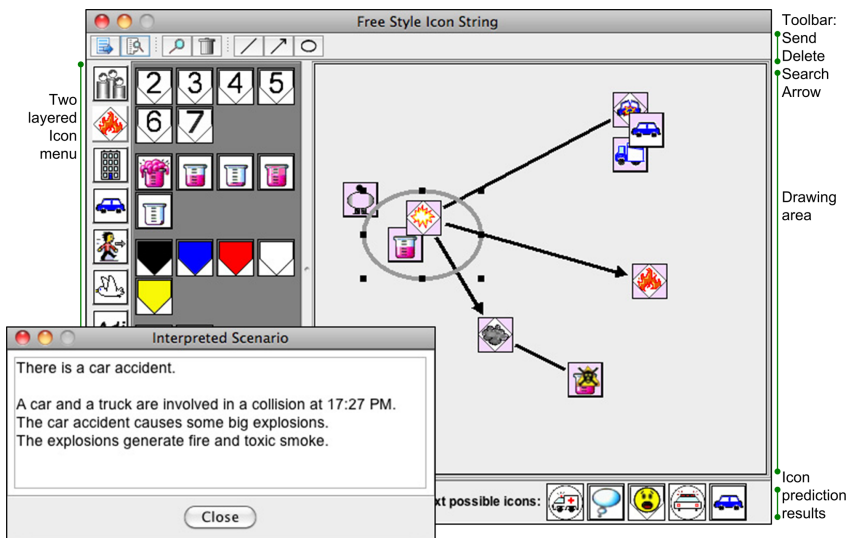 Free Style Icon String
Toolbar:
Send
Delete
Search
Arrow
Two
layered
Icon
menu
2 3 4 5
6 7
Drawing
area
Interpreted Scenario
There is a car accident.
A car and a truck are involved in a collision at 17:27 PM.
The car accident causes some big explosions.
The explosions generate fire and toxic smoke.
Close
xt possible icons:
Icon
prediction
results